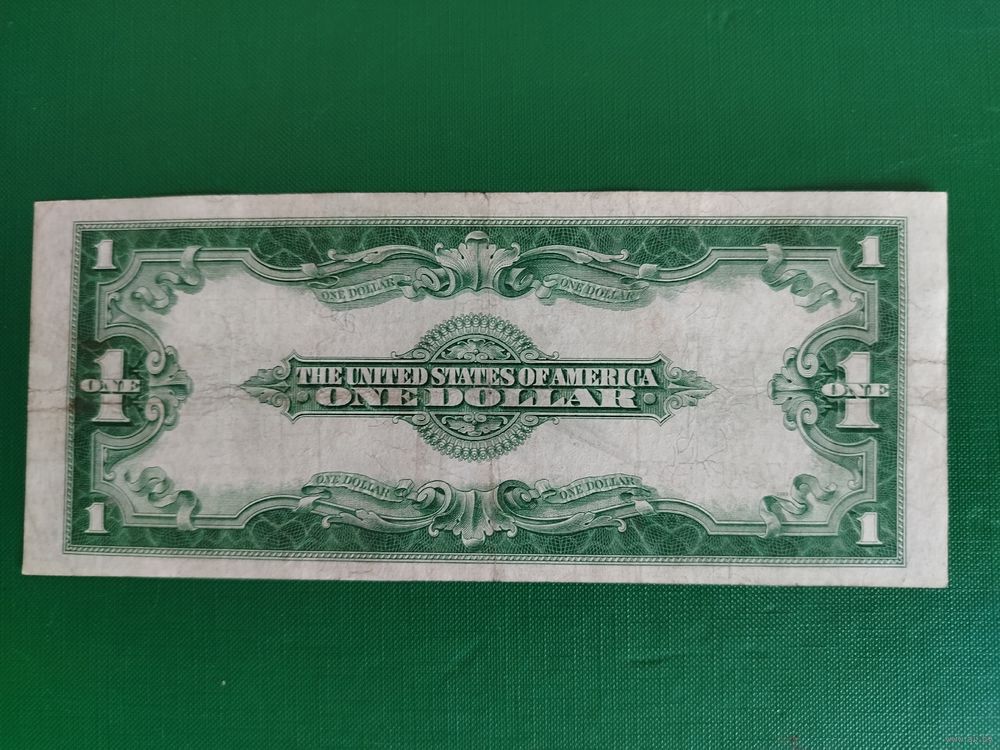 1 1
ONE DOLLAR ONE DOLLAR
THE UNITED STATES OF AMERICA
ONE ONE DOLLAR ONE
1 1
ONE DOLLAR ONE DOLLAR
1 1